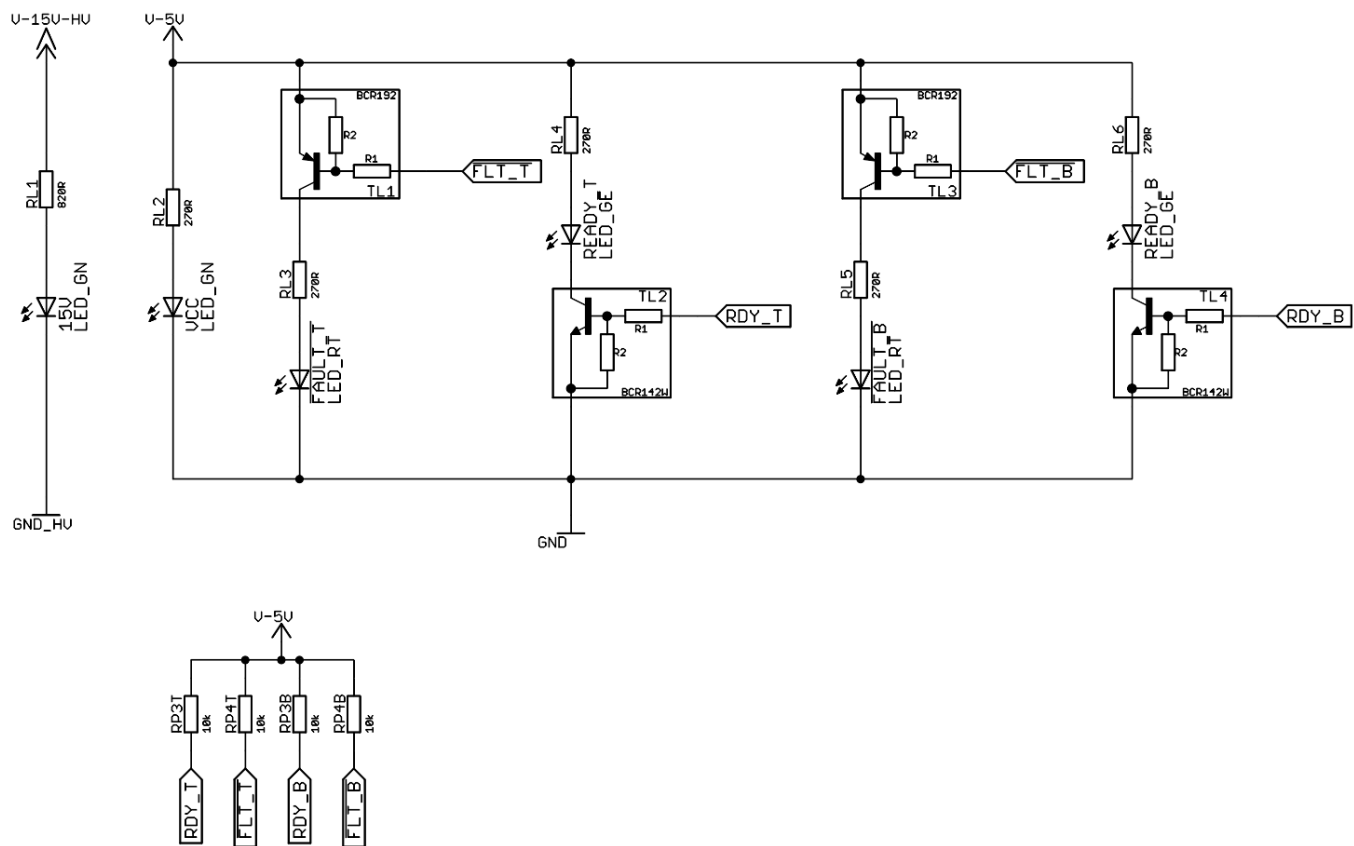 V-15V-HV
V-5V
BCR192
R2
R1
TL1
FLT_T
RL4
270R
READY_T
LED_GE
BCR192
R2
R1
TL3
FLT_B
RL6
270R
READY_B
LED_GE
RL1
820R
15V
LED_GN
RL2
270R
VCC
LED_GN
RL3
270R
FAULT_T
LED_RT
TL2
R1
R2
BCR142W
RDY_T
RL5
270R
FAULT_B
LED_RT
TL4
R1
R2
BCR142W
RDY_B
GND_HV
GND
V-5V
RP3T
10k
RP4T
10k
RP3B
10k
RP4B
10k
RDY_T
FLT_T
RDY_B
FLT_B